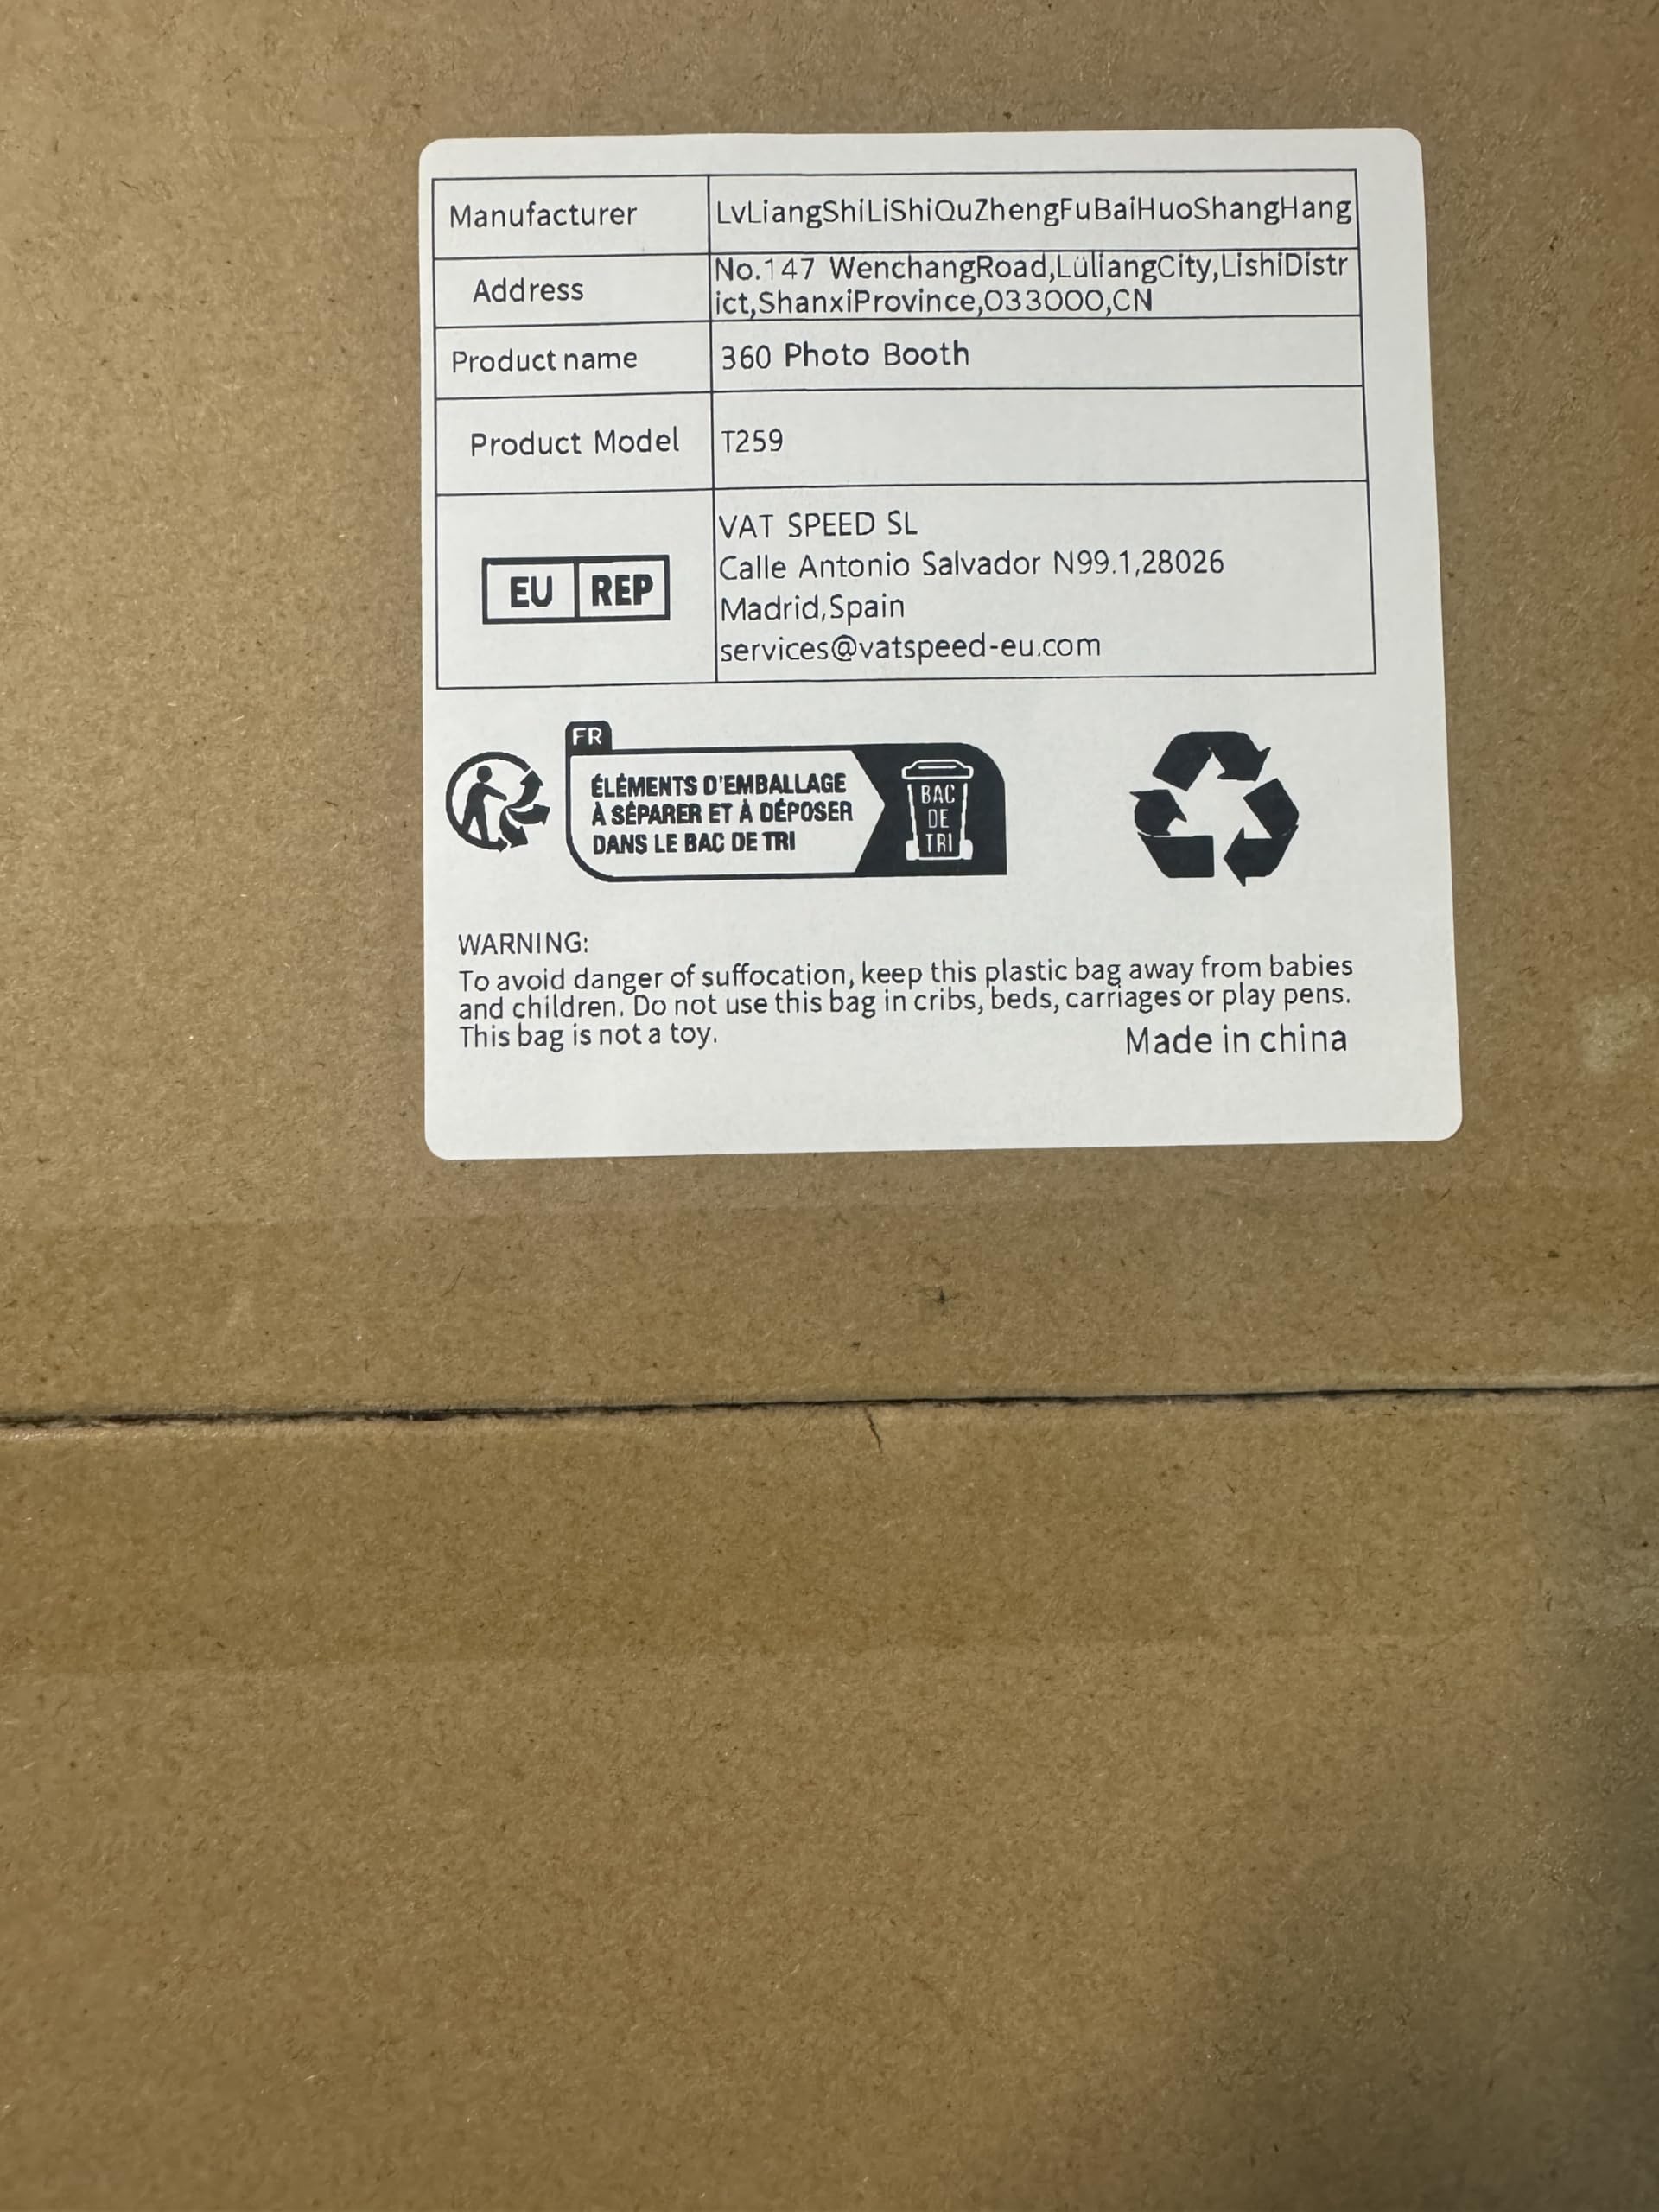 Manufacturer LvLiangShiLiShiQuZhengFuBaiHuoShangHang
Address No.147 WenchangRoad,LüliangCity,LishiDistr
ict,ShanxiProvince,033000,CN
Product name 360 Photo Booth
Product Model T259
EU REP
VAT SPEED SL
Calle Antonio Salvador N99.1,28026
Madrid,Spain
services@vatspeed-eu.com
FR
ÉLÉMENTS D'EMBALLAGE
À SÉPARER ET À DÉPOSER
DANS LE BAC DE TRI
BAC
DE
TRI
WARNING:
To avoid danger of suffocation, keep this plastic bag away from babies
and children. Do not use this bag in cribs, beds, carriages or play pens.
This bag is not a toy.
Made in china